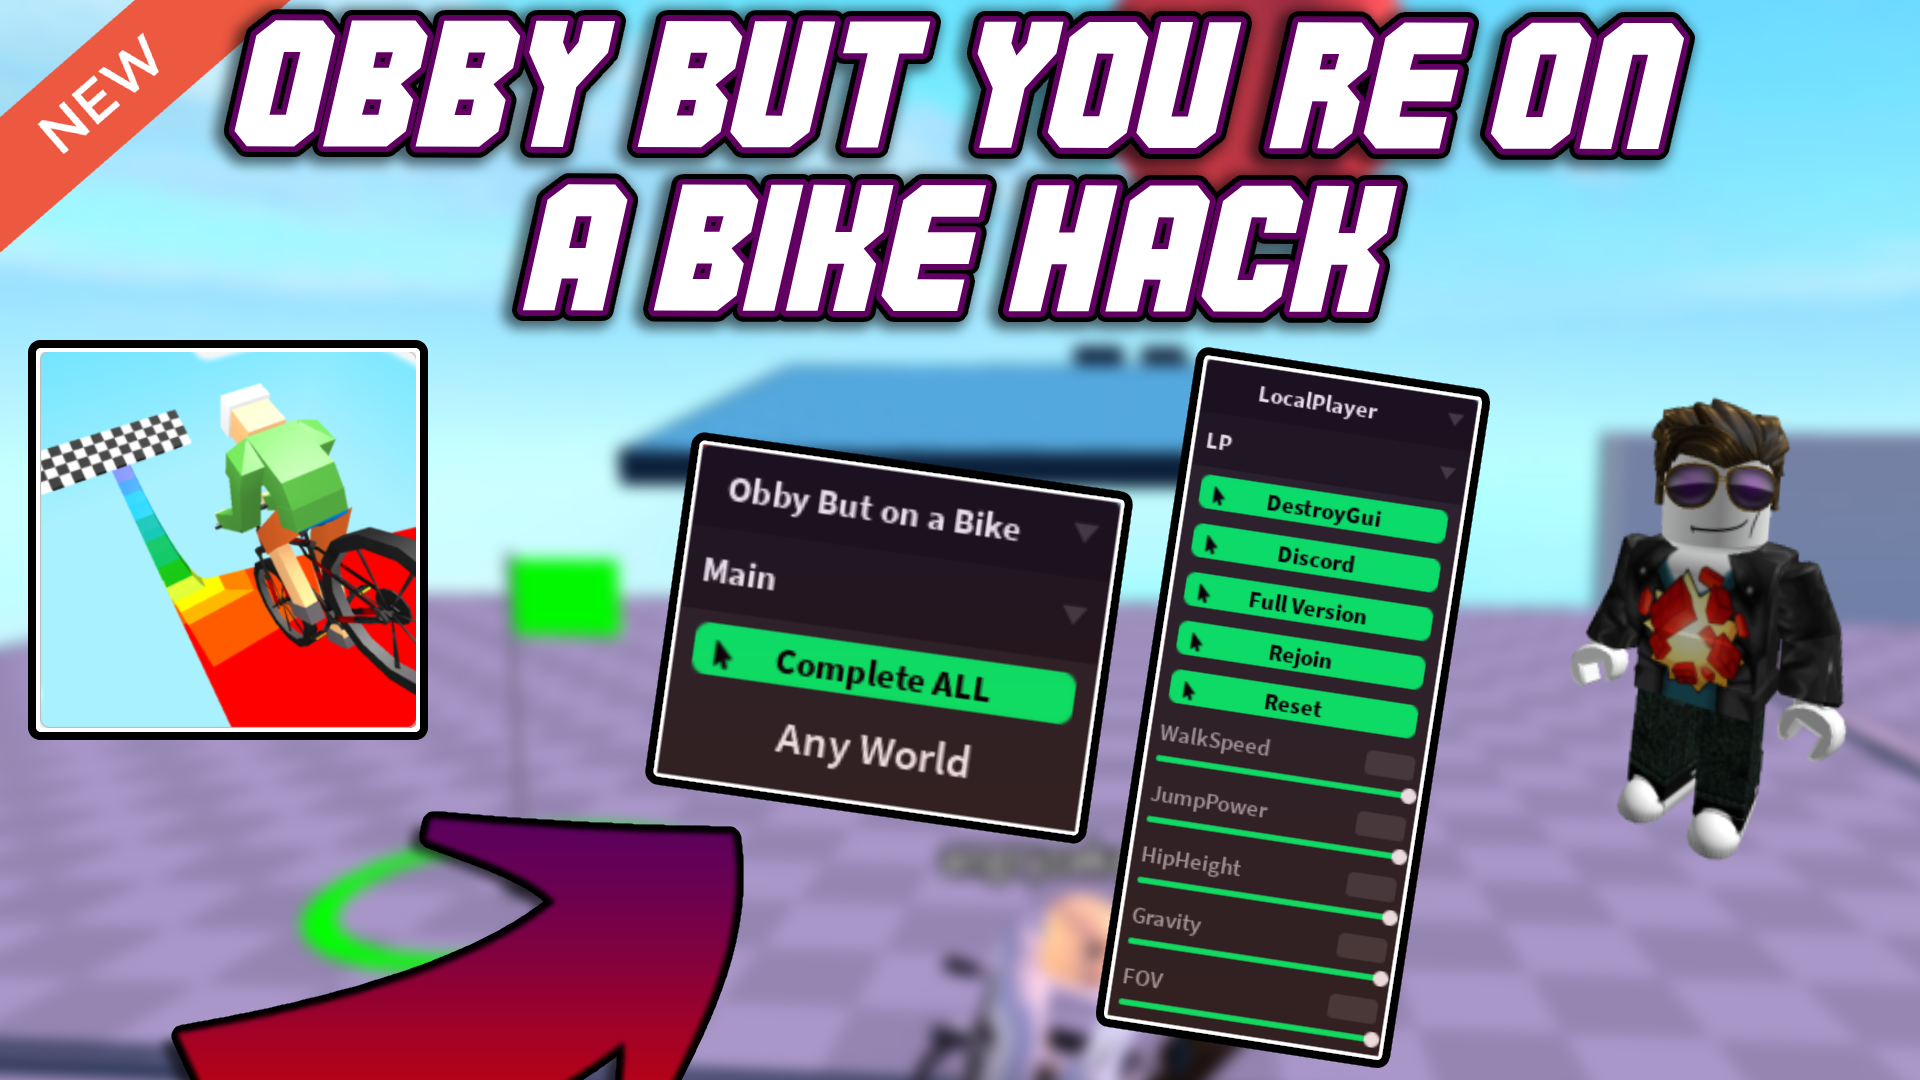 NEW
OBBY BUT YOU RE ON
A BIKE HACK
Obby But on a Bike
Main
Complete ALL
Any World
LocalPlayer
LP
DestroyGui
Discord
Full Version
Rejoin
Reset
WalkSpeed
JumpPower
HipHeight
Gravity
FOV